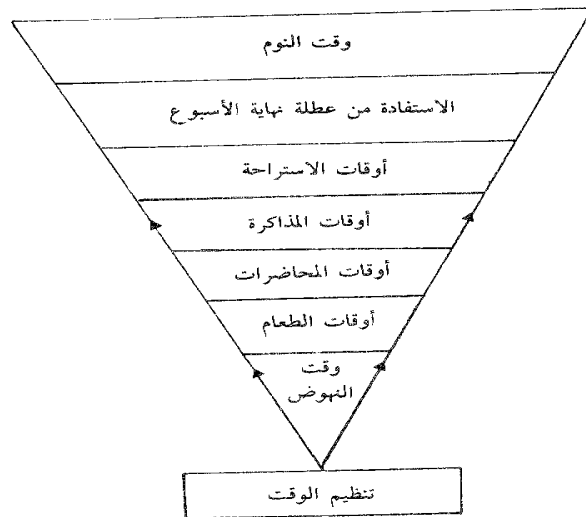 وقت النوم
الاستفادة من عطلة نهاية الأسبوع
أوقات الاستراحة
أوقات المذاكرة
أوقات المحاضرات
أوقات الطعام
وقت
النهوض
تنظيم الوقت